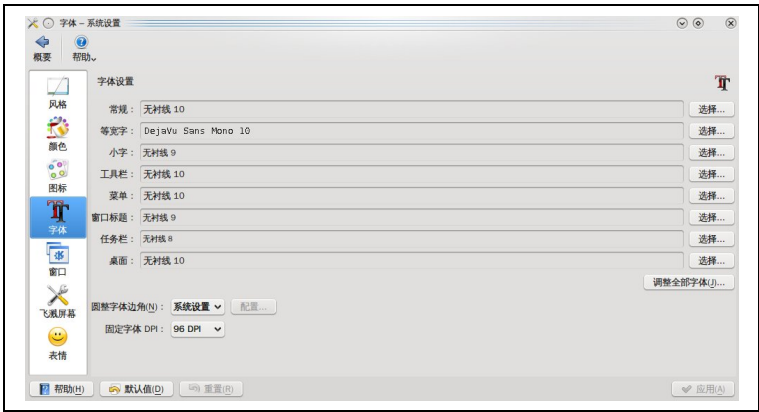 字体 – 系统设置
概要
帮助
字体设置
风格
颜色
图标
字体
窗口
飞溅屏幕
表情
常规： 无衬线 10 选择...
等宽字： DejaVu Sans Mono 10 选择...
小字： 无衬线 9 选择...
工具栏： 无衬线 10 选择...
菜单： 无衬线 10 选择...
窗口标题： 无衬线 9 选择...
任务栏： 无衬线 8 选择...
桌面： 无衬线 10 选择...
调整全部字体(J)...
圆整字体边角(N)： 系统设置 配置...
固定字体 DPI： 96 DPI
帮助(H) 默认值(D) 重置(R) 应用(A)